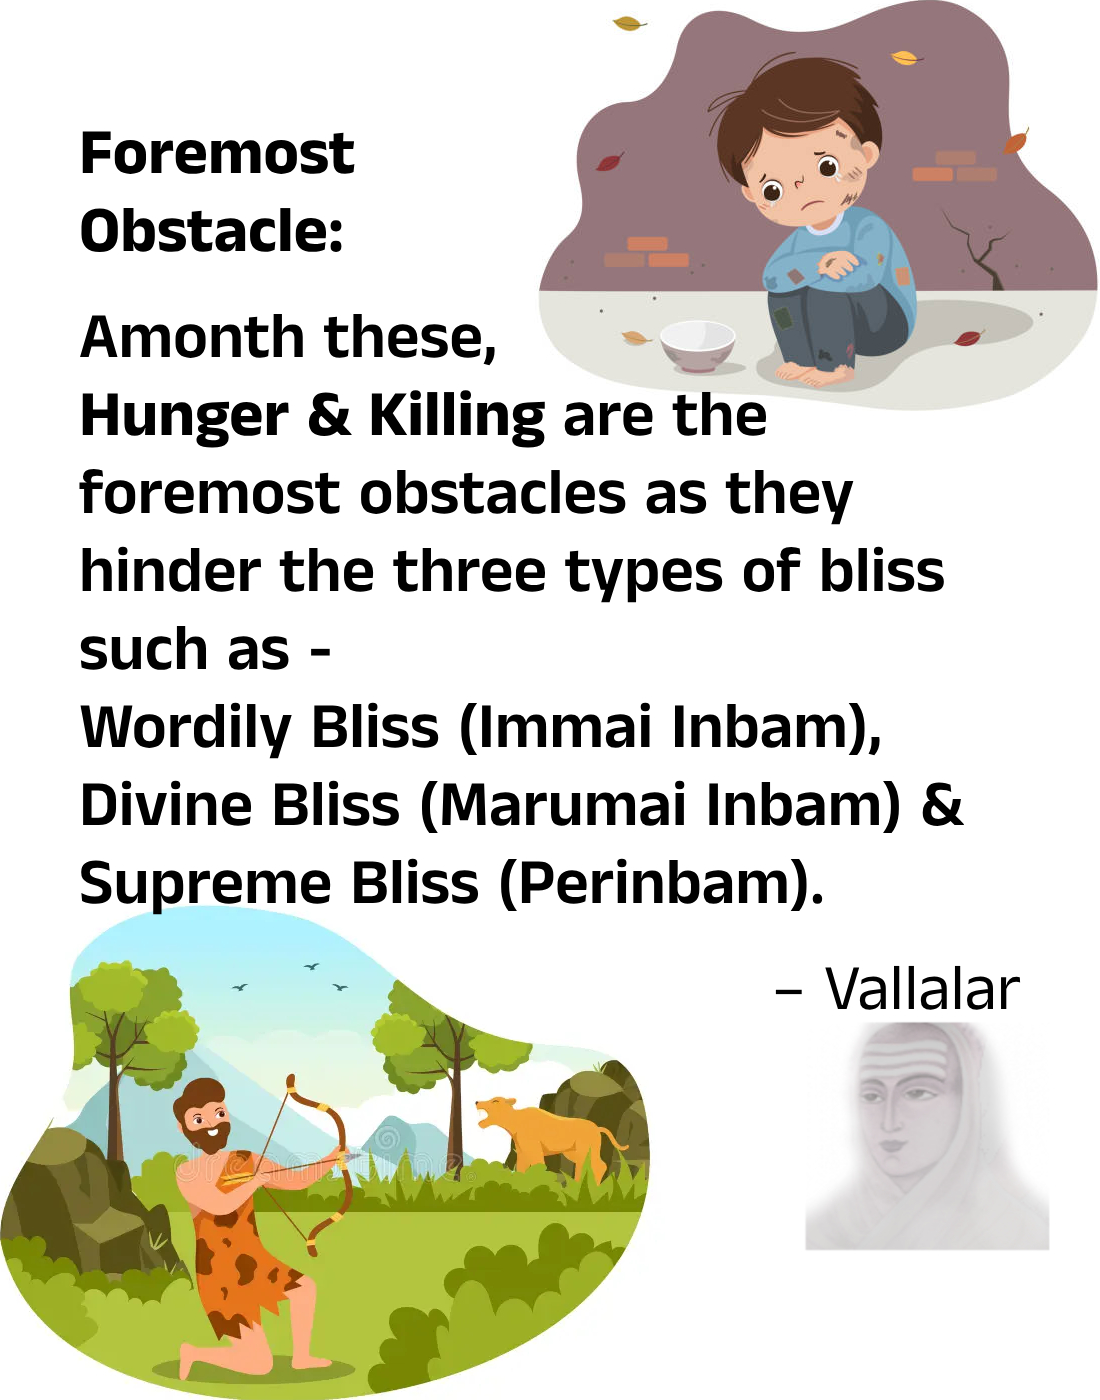 Foremost
Obstacle:
Amonth these,
Hunger & Killing are the
foremost obstacles as they
hinder the three types of bliss
such as -
Wordily Bliss (Immai Inbam),
Divine Bliss (Marumai Inbam) &
Supreme Bliss (Perinbam).
– Vallalar
dreamstime.